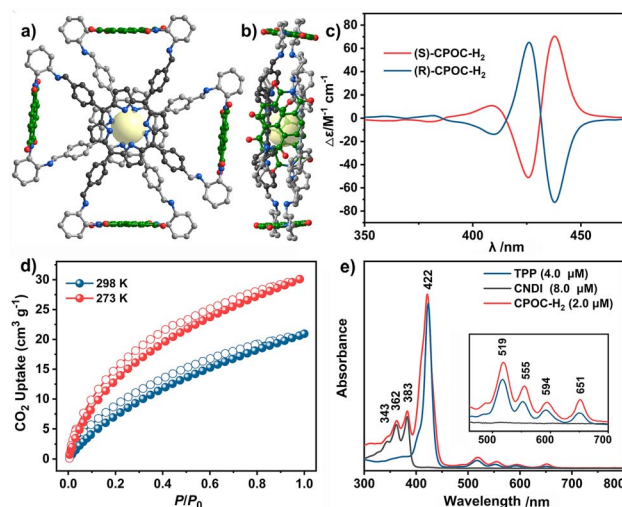 a)
b)
c)
(S)-CPOC-H₂
(R)-CPOC-H₂
Δε/M⁻¹ cm⁻¹
80
60
40
20
0
-20
-40
-60
-80
350
400
450
λ /nm
d)
298 K
273 K
CO₂ Uptake (cm³ g⁻¹)
30
25
20
15
10
5
0
0.0
0.2
0.4
0.6
0.8
1.0
P/P₀
e)
422
TPP (4.0 μM)
CNDI (8.0 μM)
CPOC-H₂ (2.0 μM)
343
362
383
519
555
594
651
500
600
700
Absorbance
300
400
500
600
700
800
Wavelength /nm